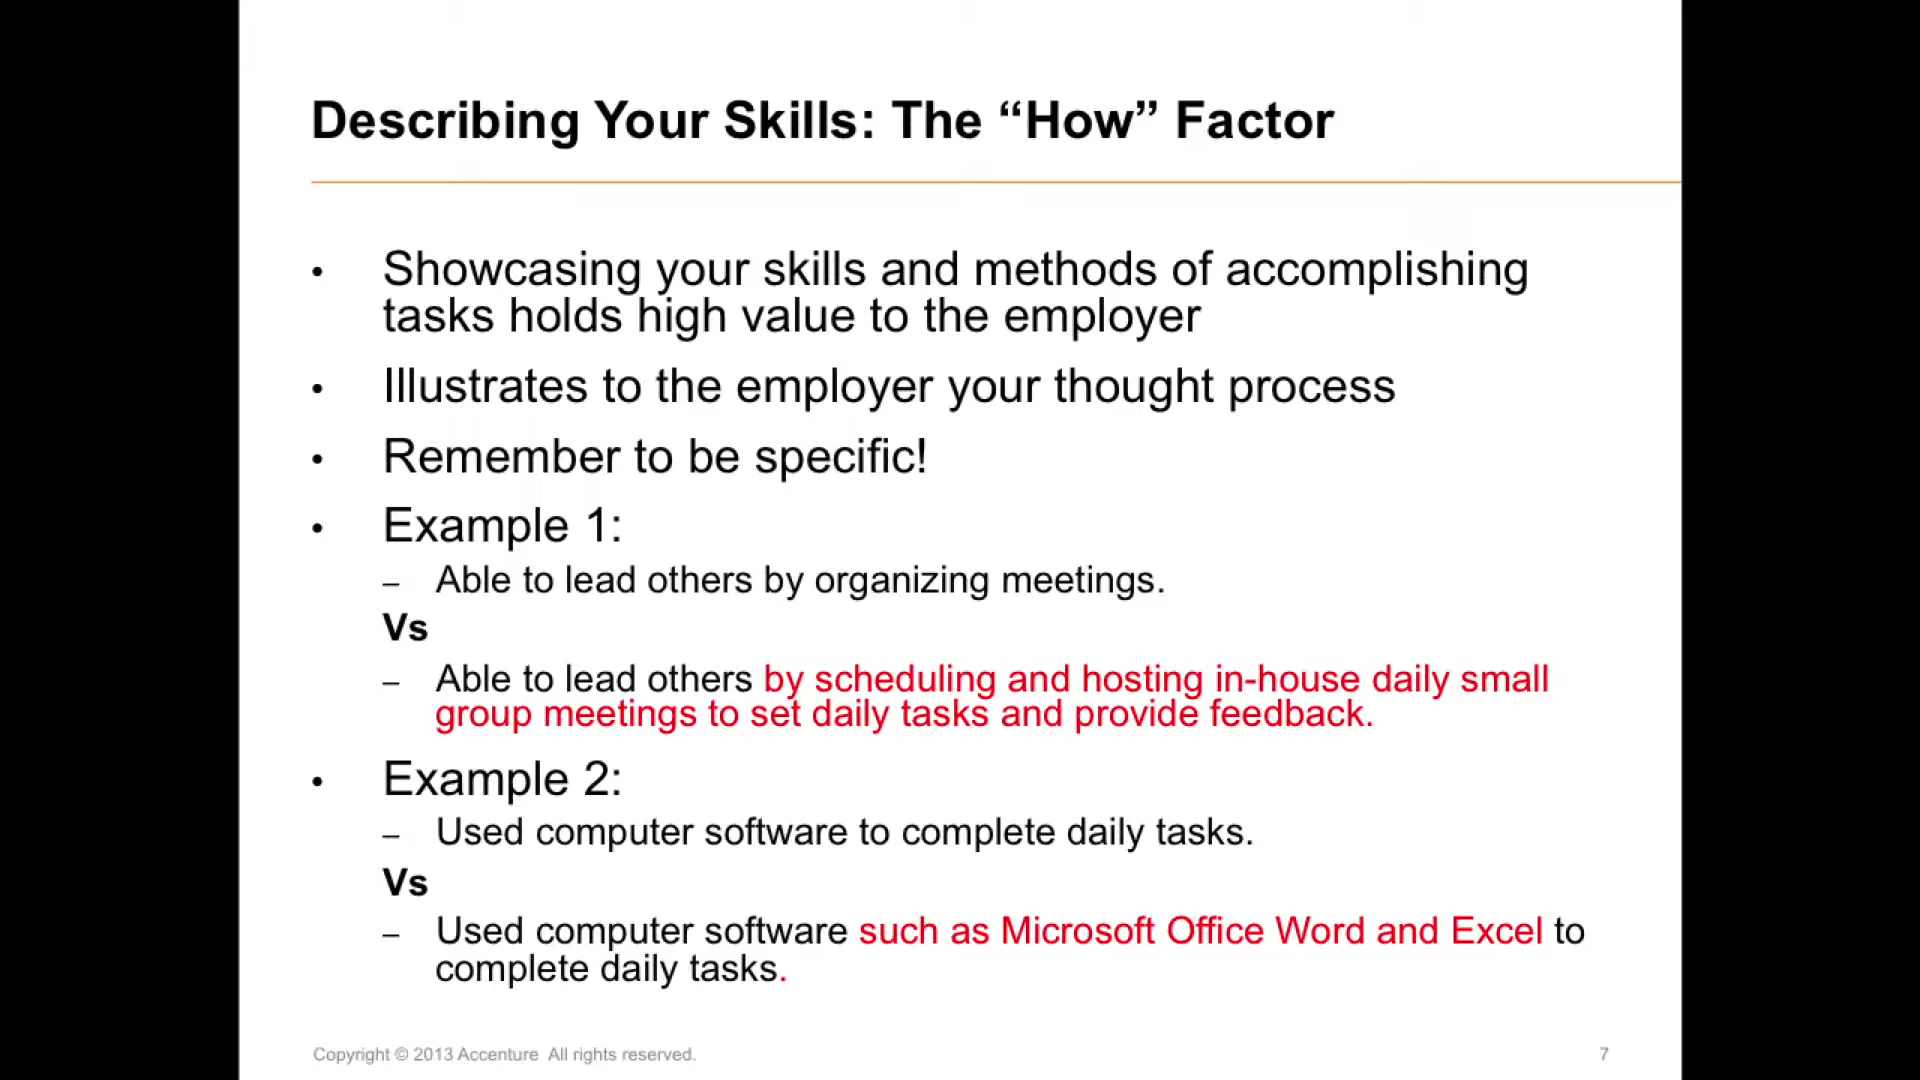 Describing Your Skills: The “How” Factor
• Showcasing your skills and methods of accomplishing
tasks holds high value to the employer
• Illustrates to the employer your thought process
• Remember to be specific!
• Example 1:
– Able to lead others by organizing meetings.
Vs
– Able to lead others by scheduling and hosting in-house daily small
group meetings to set daily tasks and provide feedback.
• Example 2:
– Used computer software to complete daily tasks.
Vs
– Used computer software such as Microsoft Office Word and Excel to
complete daily tasks.
Copyright © 2013 Accenture All rights reserved.
7